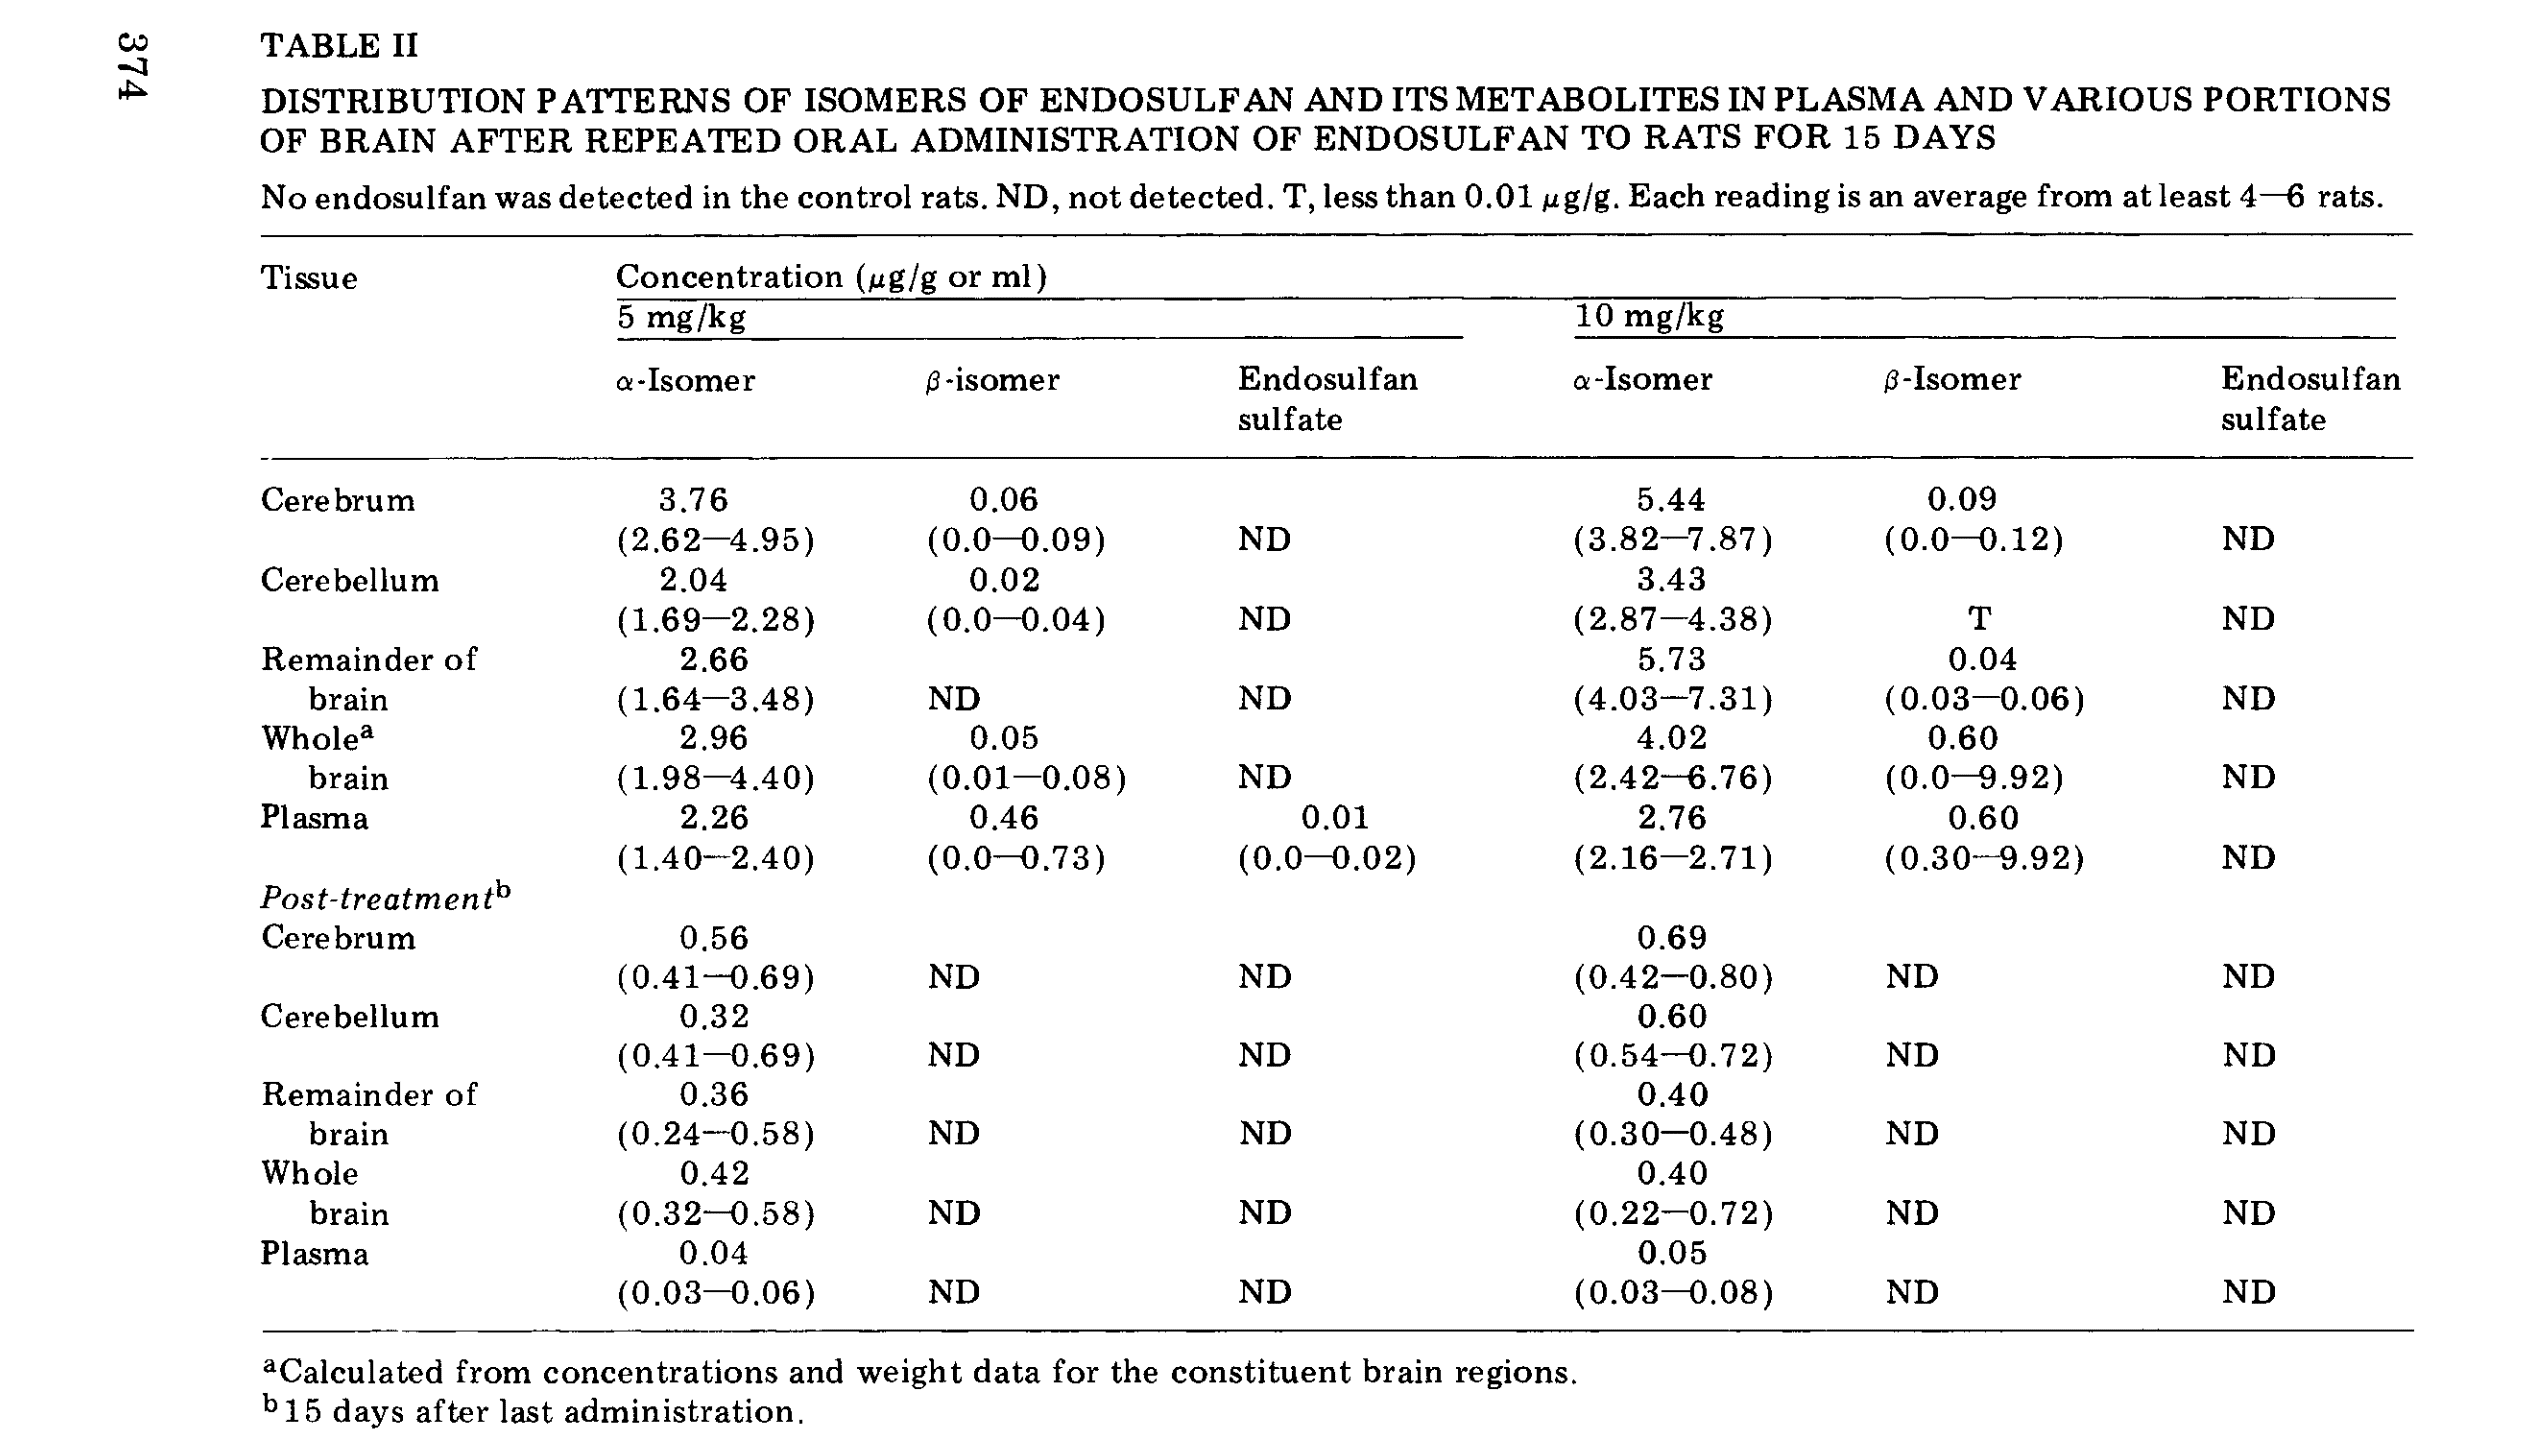 374
TABLE II
DISTRIBUTION PATTERNS OF ISOMERS OF ENDOSULFAN AND ITS METABOLITES IN PLASMA AND VARIOUS PORTIONS
OF BRAIN AFTER REPEATED ORAL ADMINISTRATION OF ENDOSULFAN TO RATS FOR 15 DAYS
No endosulfan was detected in the control rats. ND, not detected. T, less than 0.01 μg/g. Each reading is an average from at least 4—6 rats.
Tissue Concentration (μg/g or ml)
5 mg/kg 10 mg/kg
α-Isomer β-isomer Endosulfan α-Isomer β-Isomer Endosulfan
sulfate sulfate
Cerebrum 3.76 0.06 5.44 0.09
(2.62—4.95) (0.0—0.09) ND (3.82—7.87) (0.0—0.12) ND
Cerebellum 2.04 0.02 3.43
(1.69—2.28) (0.0—0.04) ND (2.87—4.38) T ND
Remainder of 2.66 5.73 0.04
brain (1.64—3.48) ND ND (4.03—7.31) (0.03—0.06) ND
Wholeᵃ 2.96 0.05 4.02 0.60
brain (1.98—4.40) (0.01—0.08) ND (2.42—6.76) (0.0—9.92) ND
Plasma 2.26 0.46 0.01 2.76 0.60
(1.40—2.40) (0.0—0.73) (0.0—0.02) (2.16—2.71) (0.30—9.92) ND
Post-treatmentᵇ
Cerebrum 0.56 0.69
(0.41—0.69) ND ND (0.42—0.80) ND ND
Cerebellum 0.32 0.60
(0.41—0.69) ND ND (0.54—0.72) ND ND
Remainder of 0.36 0.40
brain (0.24—0.58) ND ND (0.30—0.48) ND ND
Whole 0.42 0.40
brain (0.32—0.58) ND ND (0.22—0.72) ND ND
Plasma 0.04 0.05
(0.03—0.06) ND ND (0.03—0.08) ND ND
ᵃCalculated from concentrations and weight data for the constituent brain regions.
ᵇ15 days after last administration.